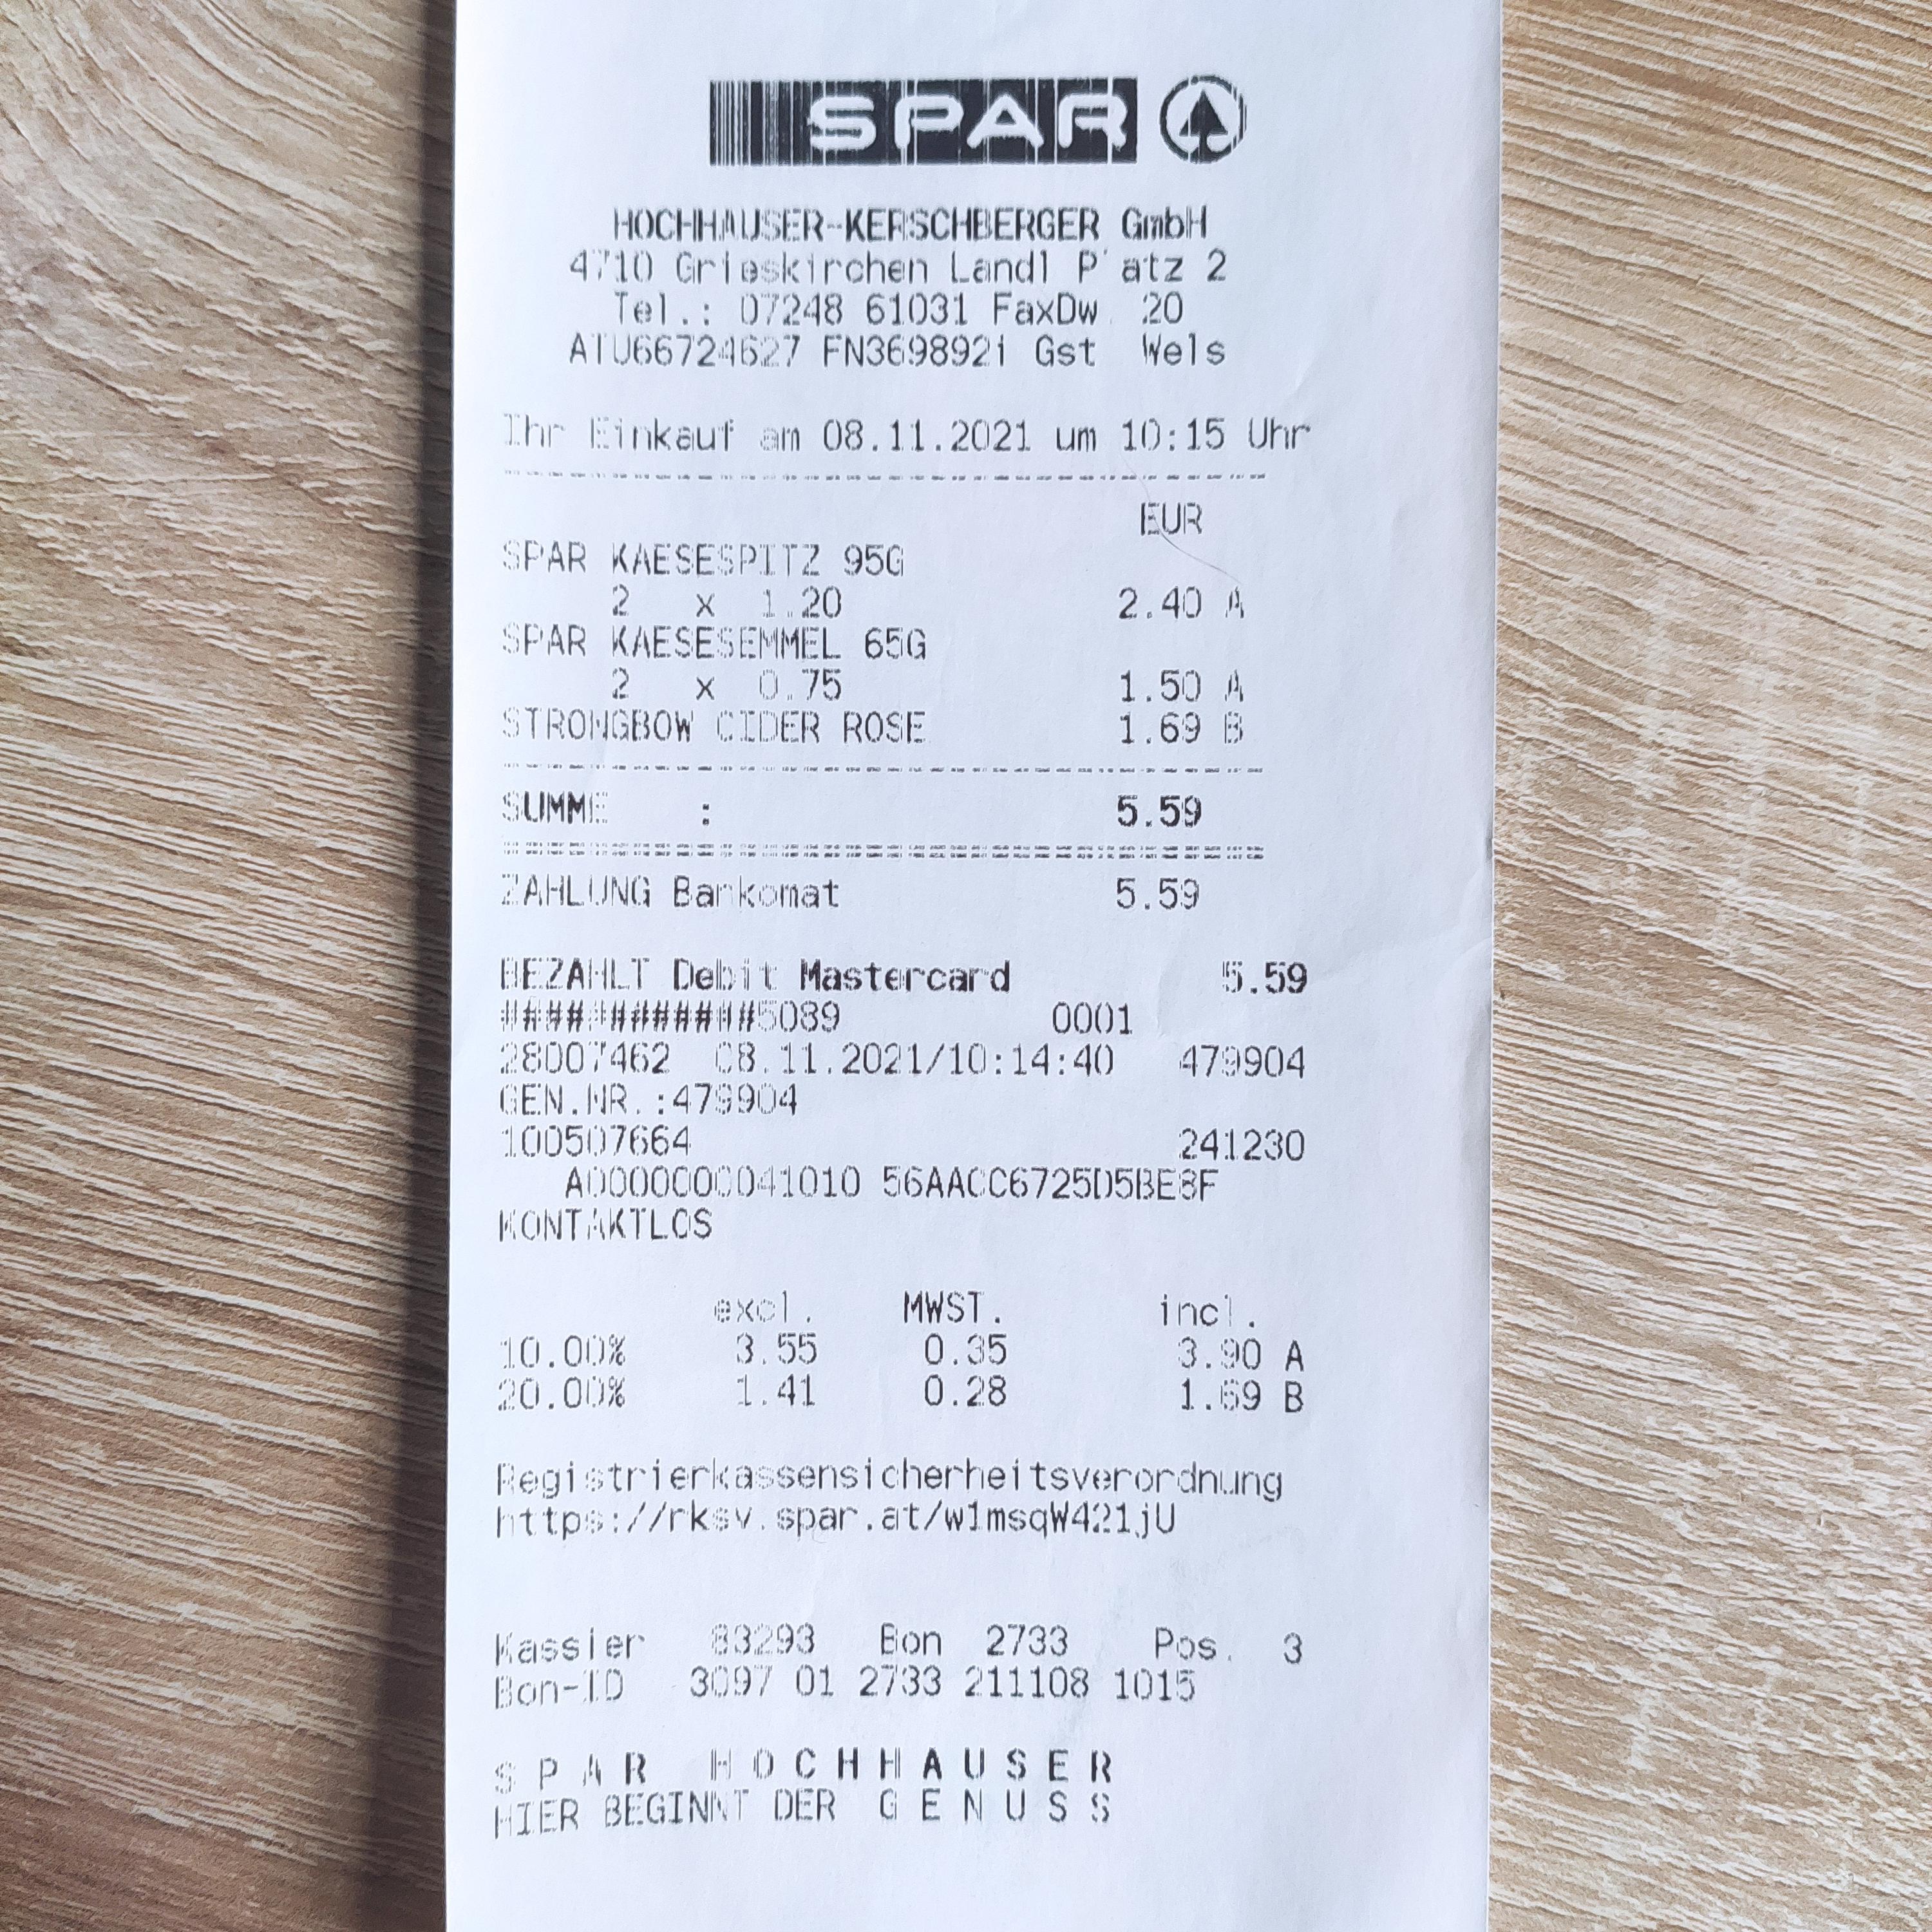 SPAR
HOCHHAUSER-KERSCHBERGER GmbH
4710 Grieskirchen Landl Platz 2
Tel.: 07248 61031 FaxDw. 20
ATU66724627 FN369892i Gst Wels
Ihr Einkauf am 08.11.2021 um 10:15 Uhr
EUR
SPAR KAESESPITZ 95G
2 x 1.20 2.40 A
SPAR KAESESEMMEL 65G
2 x 0.75 1.50 A
STRONGBOW CIDER ROSE 1.69 B
SUMME : 5.59
ZAHLUNG Bankomat 5.59
BEZAHLT Debit Mastercard 5.59
############5089 0001
28007462 08.11.2021/10:14:40 479904
GEN.NR.:479904
100507664 241230
A0000000041010 56AACC6725D5BE8F
KONTAKTLOS
excl. MWST. incl.
10.00% 3.55 0.35 3.90 A
20.00% 1.41 0.28 1.69 B
Registrierkassensicherheitsverordnung
https://rksv.spar.at/w1msqW421jU
Kassier 83293 Bon 2733 Pos. 3
Bon-ID 3097 01 2733 211108 1015
S P A R H O C H H A U S E R
HIER BEGINNT DER G E N U S S